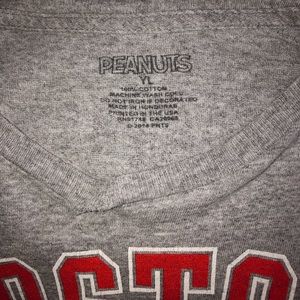 PEANUTS
YL
100% COTTON
MACHINE WASH COLD
DO NOT IRON IF DECORATED
MADE IN HONDURAS
PRINTED IN THE USA
© 2014 PNTS
OSTO